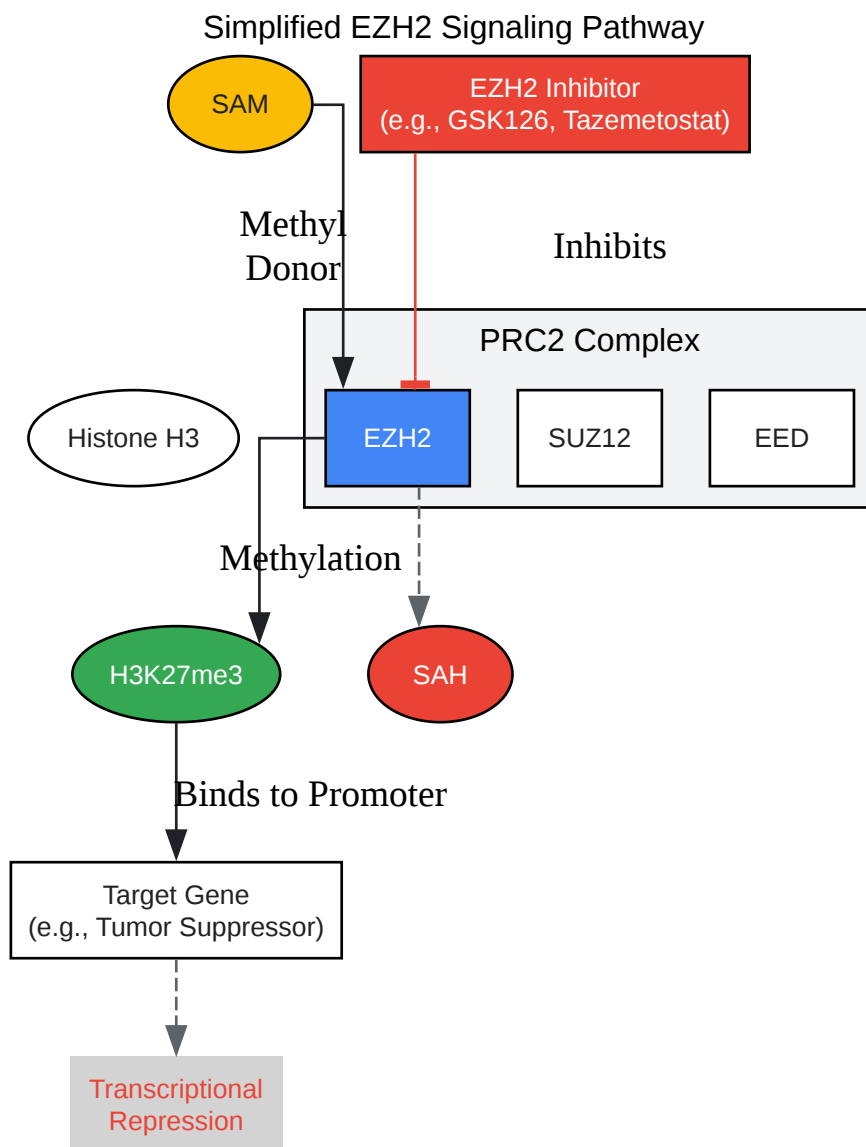 Simplified EZH2 Signaling Pathway
SAM
EZH2 Inhibitor
(e.g., GSK126, Tazemetostat)
Methyl
Donor
Inhibits
PRC2 Complex
Histone H3
EZH2
SUZ12
EED
Methylation
H3K27me3
SAH
Binds to Promoter
Target Gene
(e.g., Tumor Suppressor)
Transcriptional
Repression